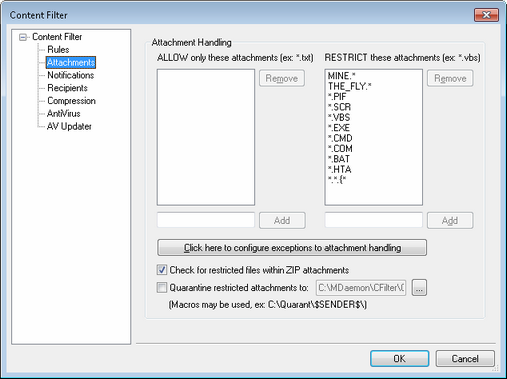 Content Filter
Content Filter
Rules
Attachments
Notifications
Recipients
Compression
AntiVirus
AV Updater
Attachment Handling
ALLOW only these attachments (ex: *.txt)
Remove
Add
RESTRICT these attachments (ex: *.vbs)
MINE.*
THE_FLY.*
*.PIF
*.SCR
*.VBS
*.EXE
*.CMD
*.COM
*.BAT
*.HTA
*.*.{*
Remove
Add
Click here to configure exceptions to attachment handling
Check for restricted files within ZIP attachments
Quarantine restricted attachments to:
C:\MDaemon\CFilter\
...
(Macros may be used, ex: C:\Quarant\$SENDER$\)
OK
Cancel